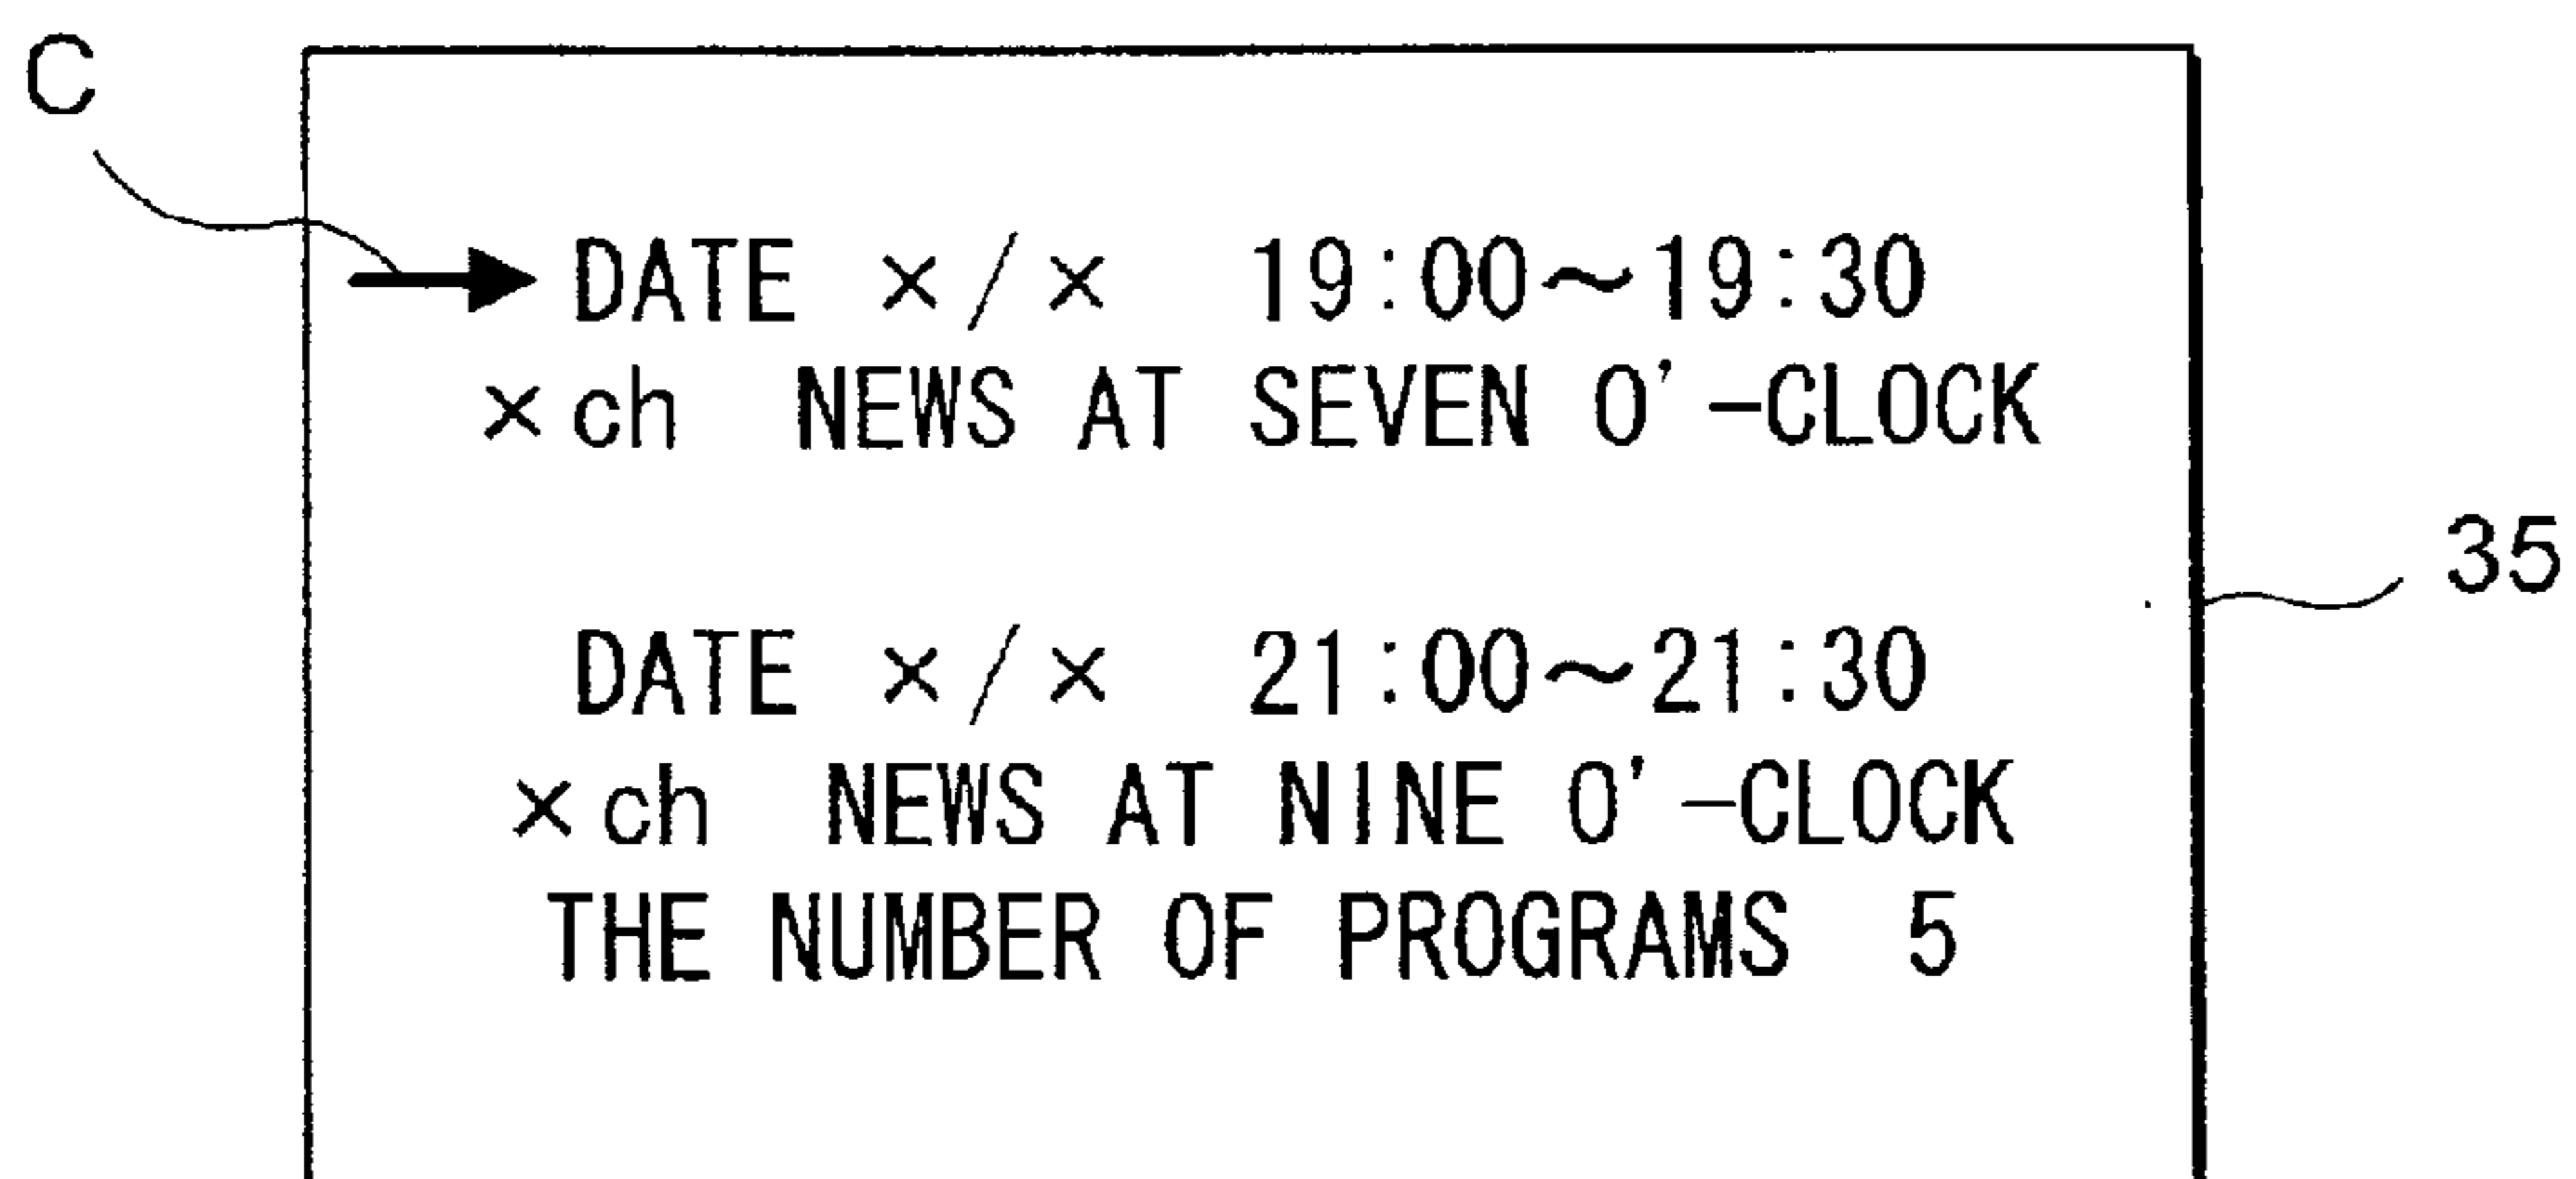 C
DATE ×/× 19:00～19:30
×ch NEWS AT SEVEN O'-CLOCK
35
DATE ×/× 21:00～21:30
×ch NEWS AT NINE O'-CLOCK
THE NUMBER OF PROGRAMS 5